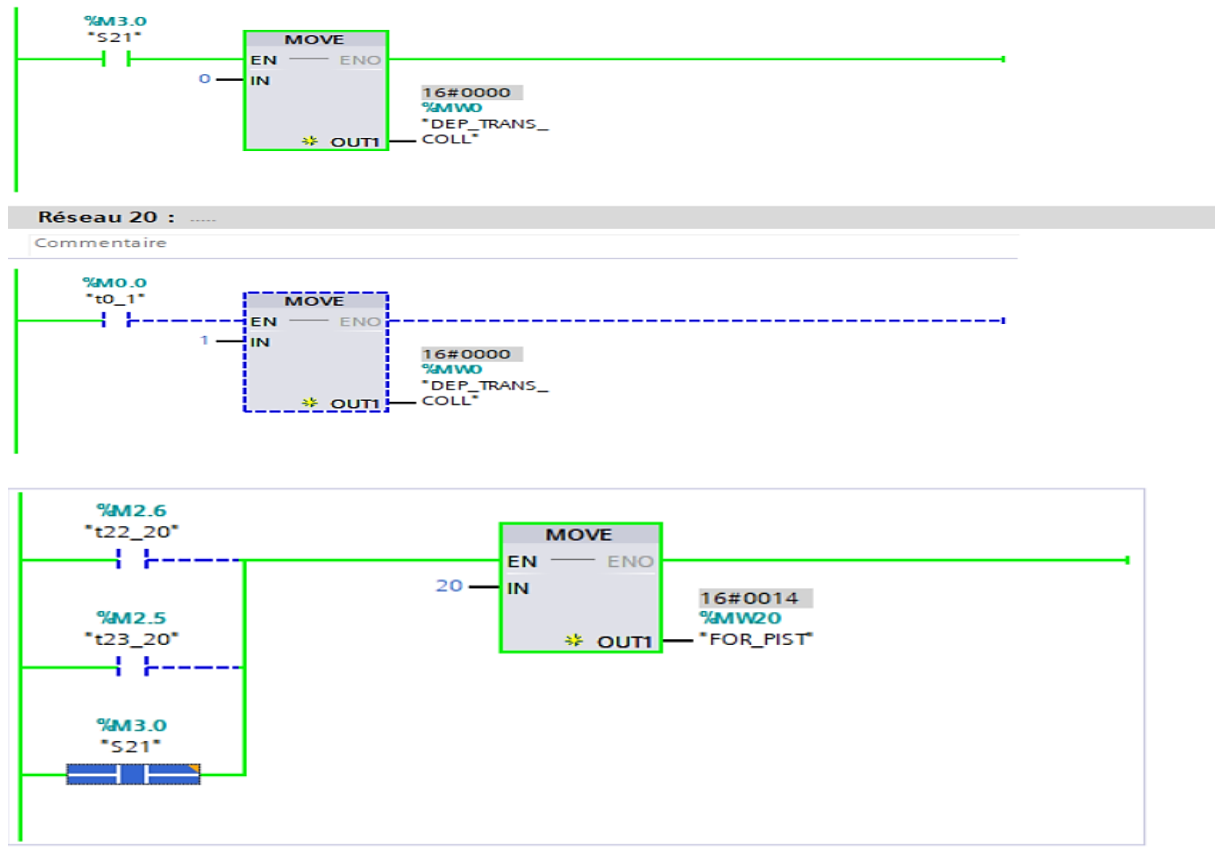 %M3.0
"S21"
MOVE
EN ENO
0 IN
16#0000
%MW0
"DEP_TRANS_
COLL"
OUT1
Réseau 20 : .....
Commentaire
%M0.0
"t0_1"
MOVE
EN ENO
1 IN
16#0000
%MW0
"DEP_TRANS_
COLL"
OUT1
%M2.6
"t22_20"
MOVE
EN ENO
20 IN
16#0014
%MW20
OUT1 "FOR_PIST"
%M2.5
"t23_20"
%M3.0
"S21"